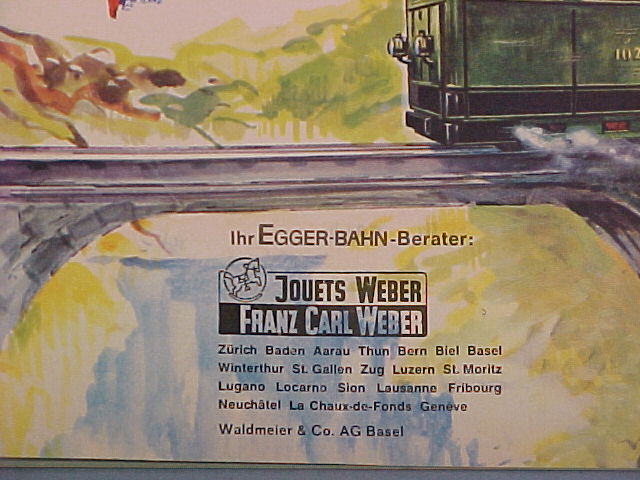 102
Ihr EGGER-BAHN-Berater:
JOUETS WEBER
FRANZ CARL WEBER
Zürich Baden Aarau Thun Bern Biel Basel
Winterthur St. Gallen Zug Luzern St. Moritz
Lugano Locarno Sion Lausanne Fribourg
Neuchâtel La Chaux-de-Fonds Genève
Waldmeier & Co. AG Basel